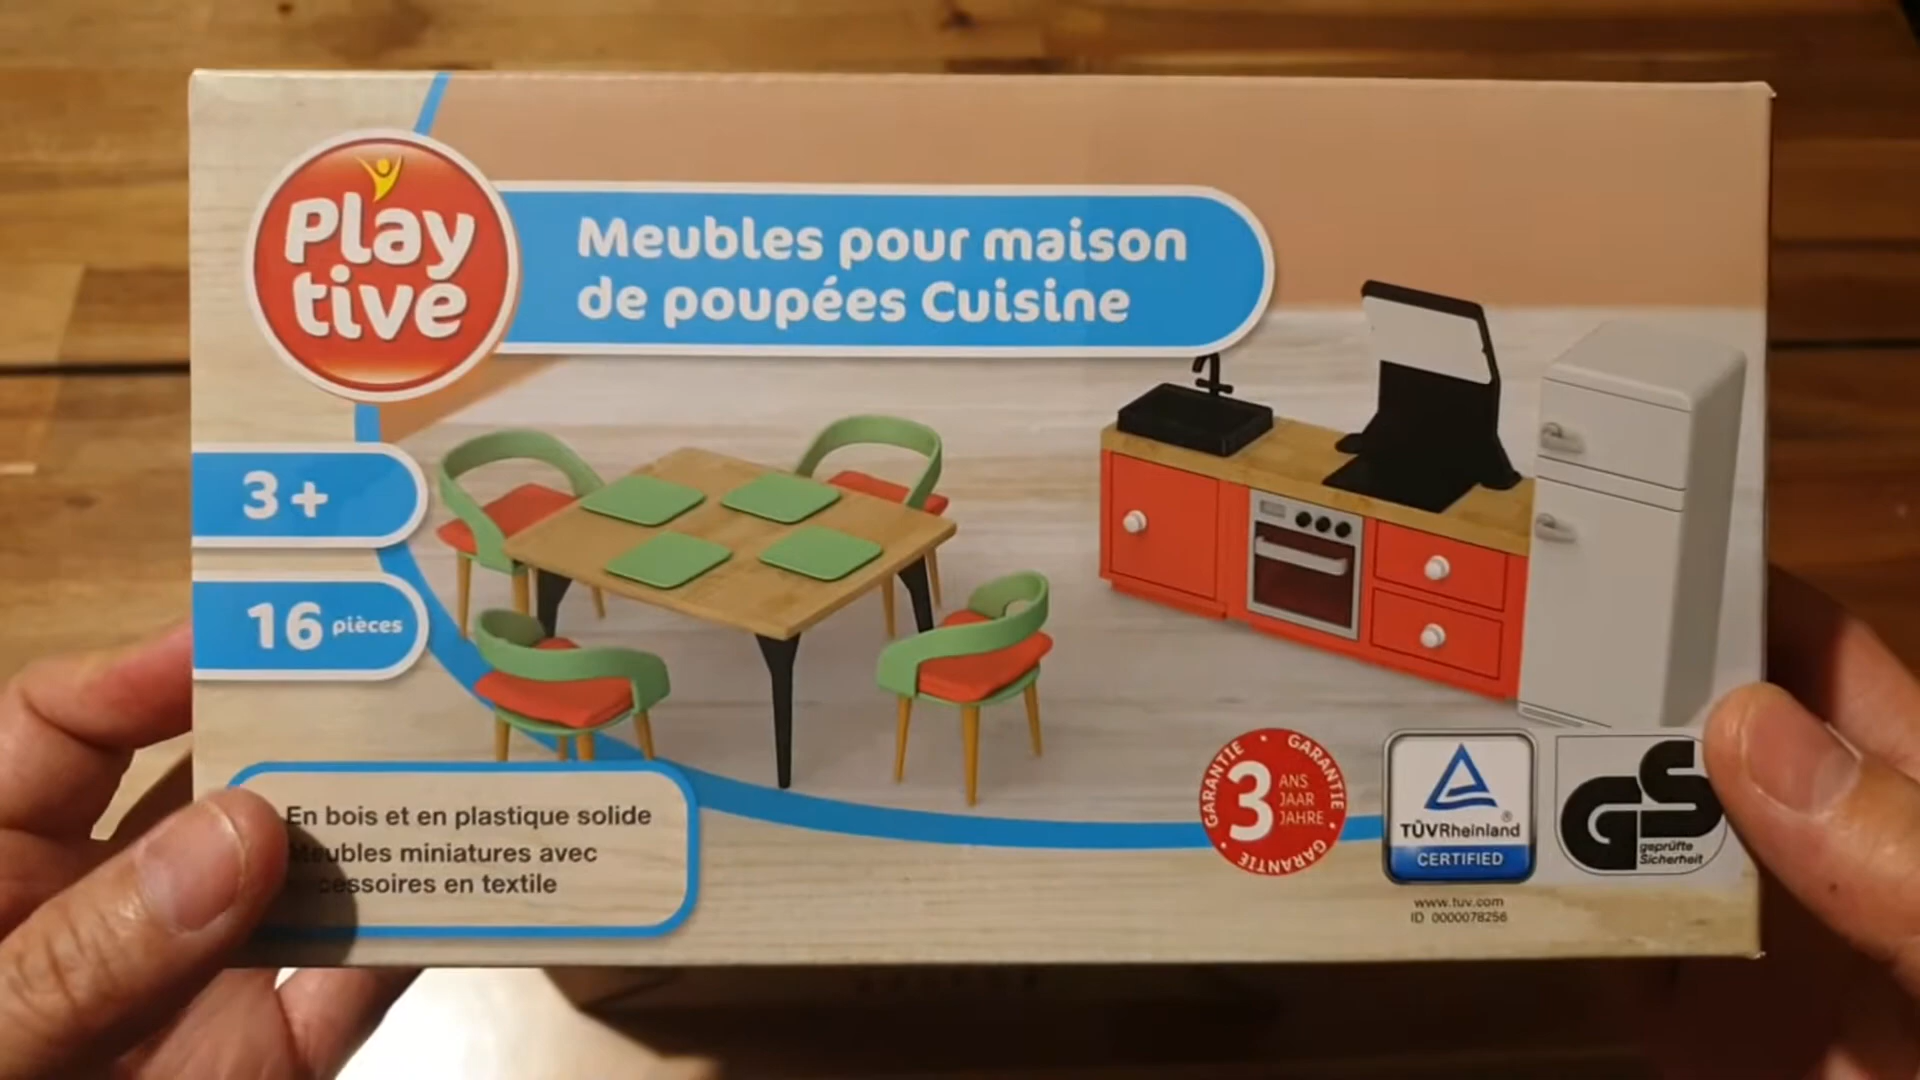 Play
tive
Meubles pour maison
de poupées Cuisine
3+
16 pièces
En bois et en plastique solide
Meubles miniatures avec
accessoires en textile
GARANTIE • GARANTIE • GARANTIE •
3 ANS
JAAR
JAHRE
TÜVRheinland®
CERTIFIED
www.tuv.com
ID 0000078256
GS
geprüfte
Sicherheit